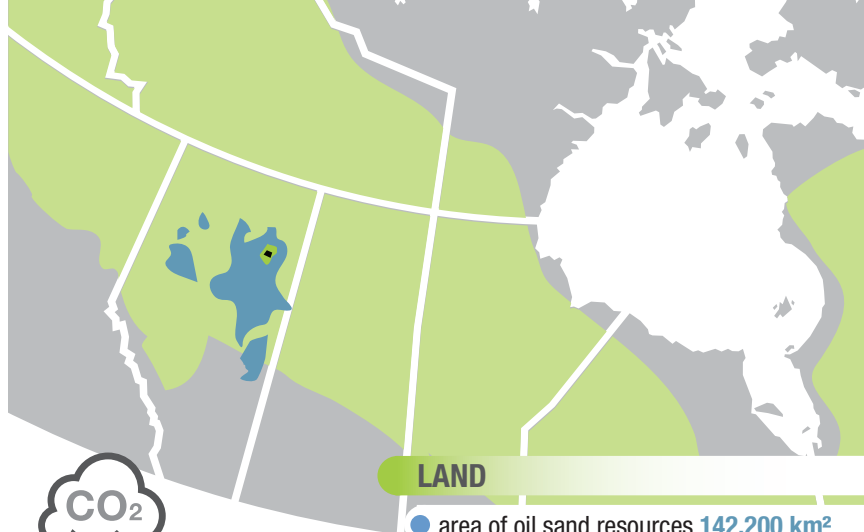 LAND
CO₂
area of oil sand resources 142,200 km²